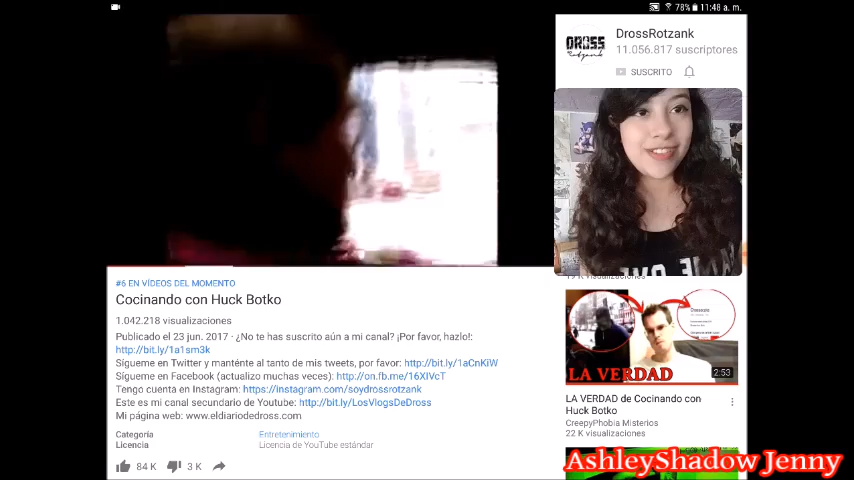 78% 11:48 a. m.
DROSS
DrossRotzank
11.056.817 suscriptores
SUSCRITO
#6 EN VÍDEOS DEL MOMENTO
Cocinando con Huck Botko
1.042.218 visualizaciones
Publicado el 23 jun. 2017 · ¿No te has suscrito aún a mi canal? ¡Por favor, hazlo!:
http://bit.ly/1a1sm3k
Sígueme en Twitter y manténte al tanto de mis tweets, por favor: http://bit.ly/1aCnKiW
Sígueme en Facebook (actualizo muchas veces): http://on.fb.me/16XIVcT
Tengo cuenta en Instagram: https://instagram.com/soydrossrotzank
Este es mi canal secundario de Youtube: http://bit.ly/LosVlogsDeDross
Mi página web: www.eldiariodedross.com
Categoría Entretenimiento
Licencia Licencia de YouTube estándar
84 K 3 K
19 K visualizaciones
LA VERDAD
2:53
LA VERDAD de Cocinando con
Huck Botko
CreepyPhobia Misterios
22 K visualizaciones
AshleyShadow Jenny